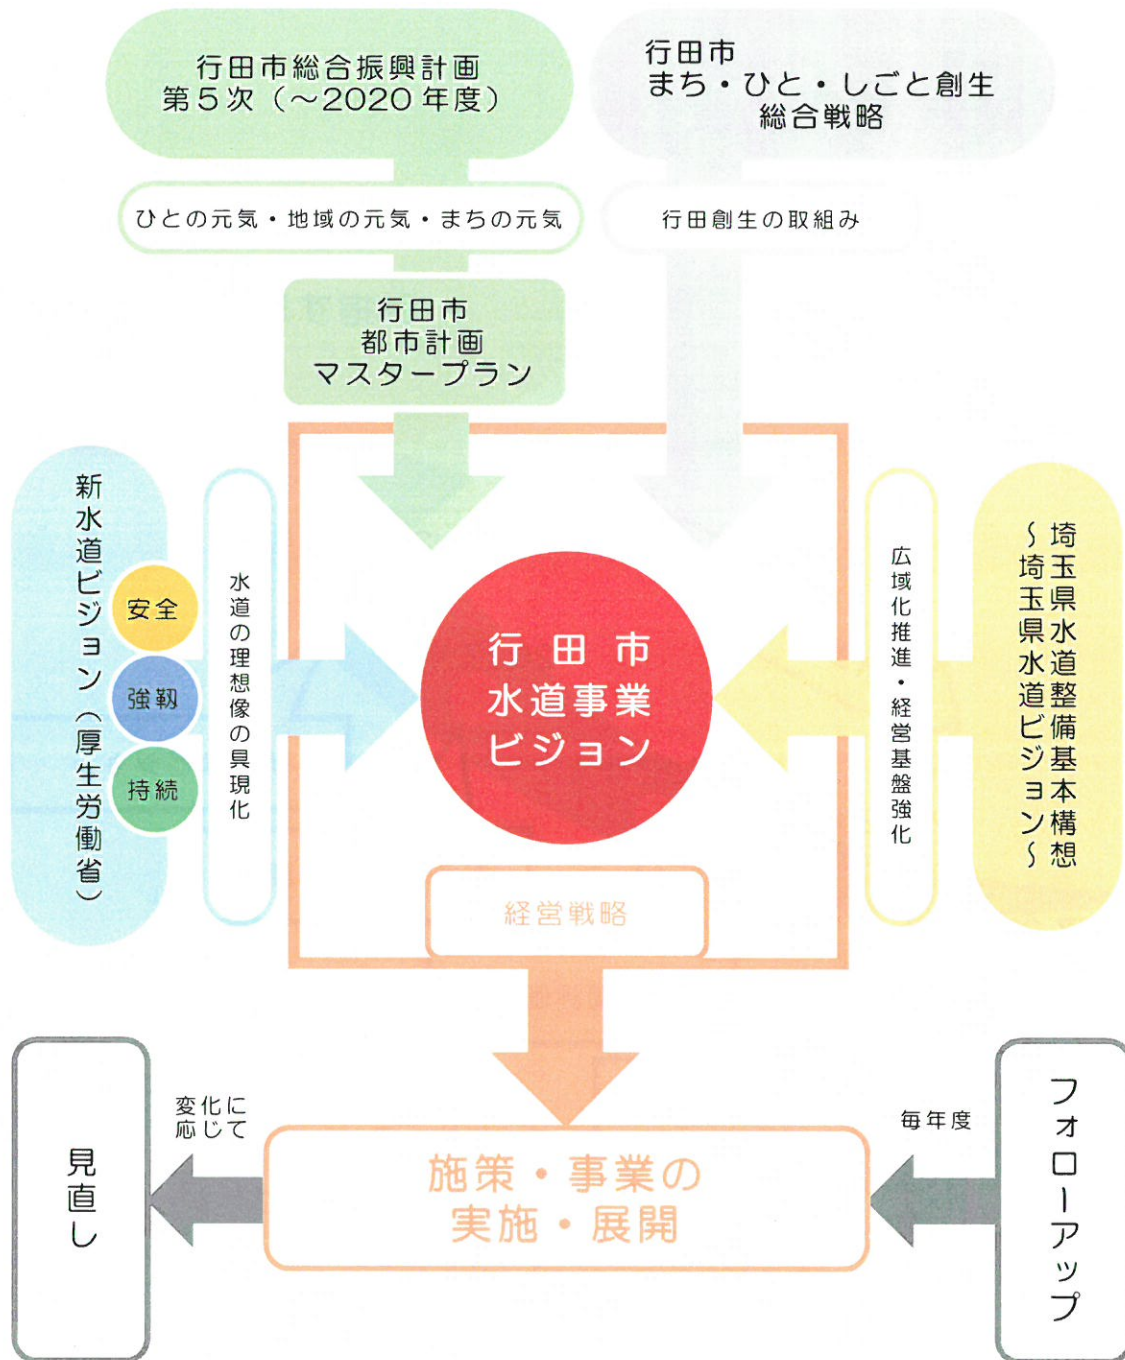 行田市総合振興計画
第5次（～2020年度）
行田市
まち・ひと・しごと創生
総合戦略
ひとの元気・地域の元気・まちの元気
行田創生の取組み
行田市
都市計画
マスタープラン
新水道ビジョン（厚生労働省）
安全
強靱
持続
水道の理想像の具現化
行田市
水道事業
ビジョン
広域化推進・経営基盤強化
埼玉県水道整備基本構想
～埼玉県水道ビジョン～
経営戦略
見直し
変化に
応じて
施策・事業の
実施・展開
毎年度
フォローアップ